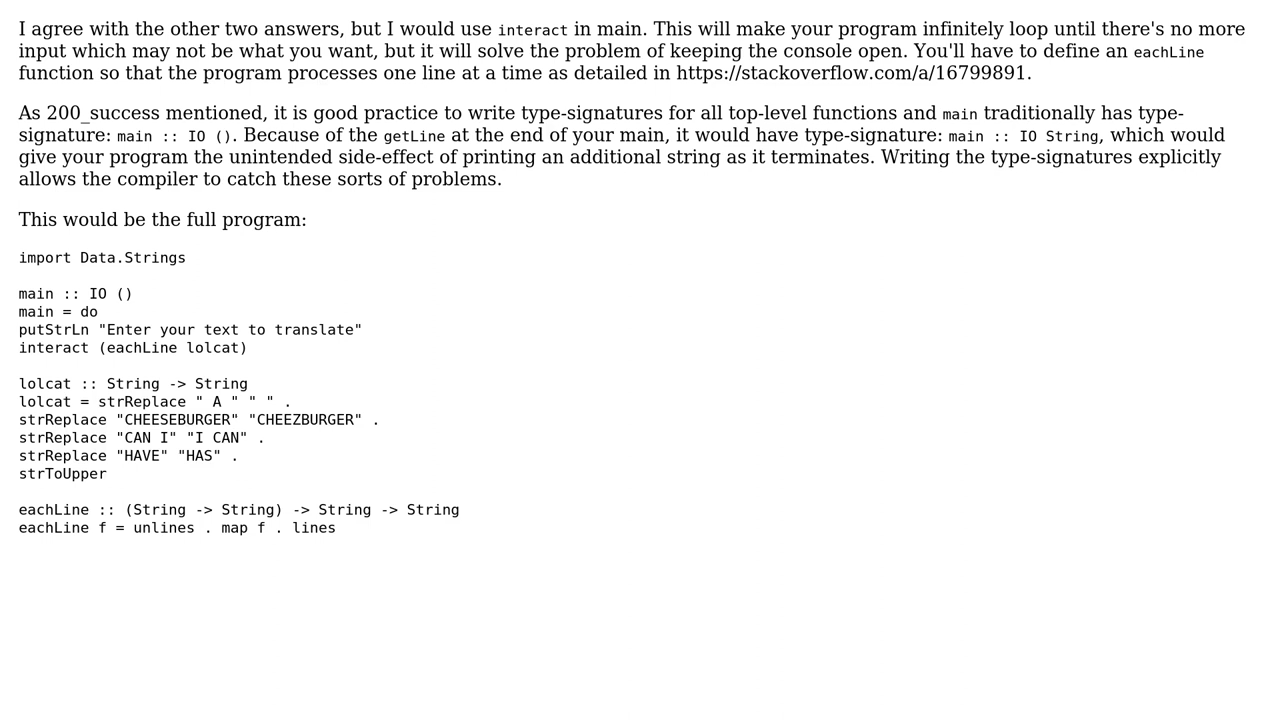 I agree with the other two answers, but I would use interact in main. This will make your program infinitely loop until there's no more
input which may not be what you want, but it will solve the problem of keeping the console open. You'll have to define an eachLine
function so that the program processes one line at a time as detailed in https://stackoverflow.com/a/16799891.
As 200_success mentioned, it is good practice to write type-signatures for all top-level functions and main traditionally has type-
signature: main :: IO (). Because of the getLine at the end of your main, it would have type-signature: main :: IO String, which would
give your program the unintended side-effect of printing an additional string as it terminates. Writing the type-signatures explicitly
allows the compiler to catch these sorts of problems.
This would be the full program:
import Data.Strings
main :: IO ()
main = do
putStrLn "Enter your text to translate"
interact (eachLine lolcat)
lolcat :: String -> String
lolcat = strReplace " A " " " .
strReplace "CHEESEBURGER" "CHEEZBURGER" .
strReplace "CAN I" "I CAN" .
strReplace "HAVE" "HAS" .
strToUpper
eachLine :: (String -> String) -> String -> String
eachLine f = unlines . map f . lines